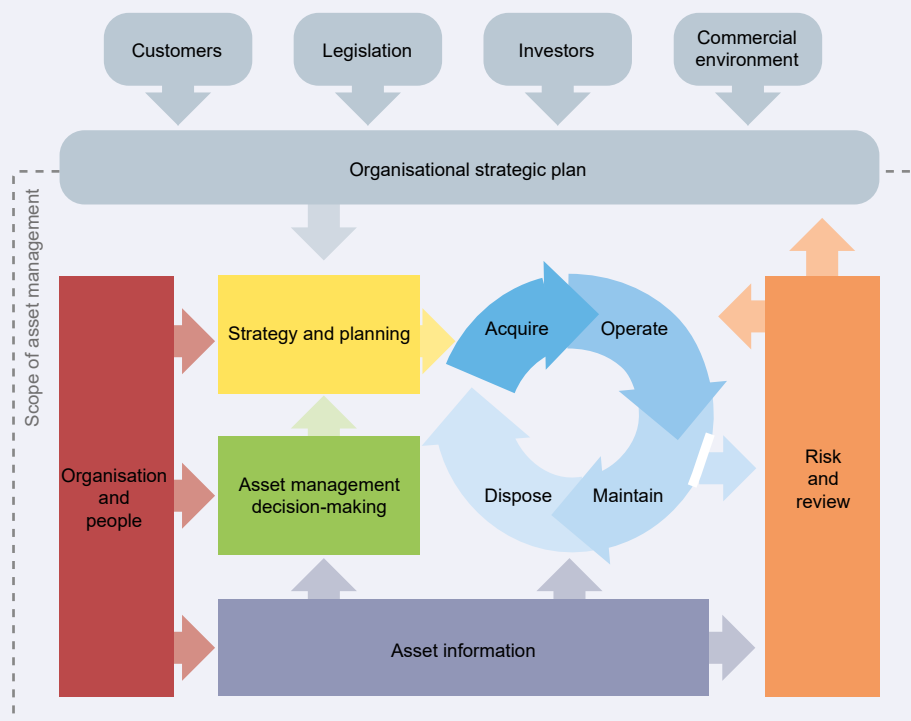 Customers
Legislation
Investors
Commercial
environment
Organisational strategic plan
Scope of asset management
Strategy and planning
Acquire
Operate
Organisation
and
people
Asset management
decision-making
Dispose
Maintain
Risk
and
review
Asset information